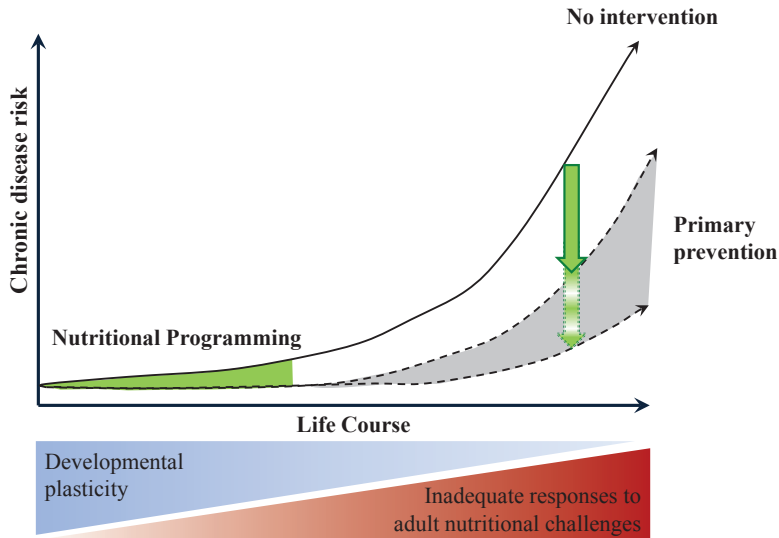 No intervention
Chronic disease risk
Primary
prevention
Nutritional Programming
Life Course
Developmental
plasticity
Inadequate responses to
adult nutritional challenges